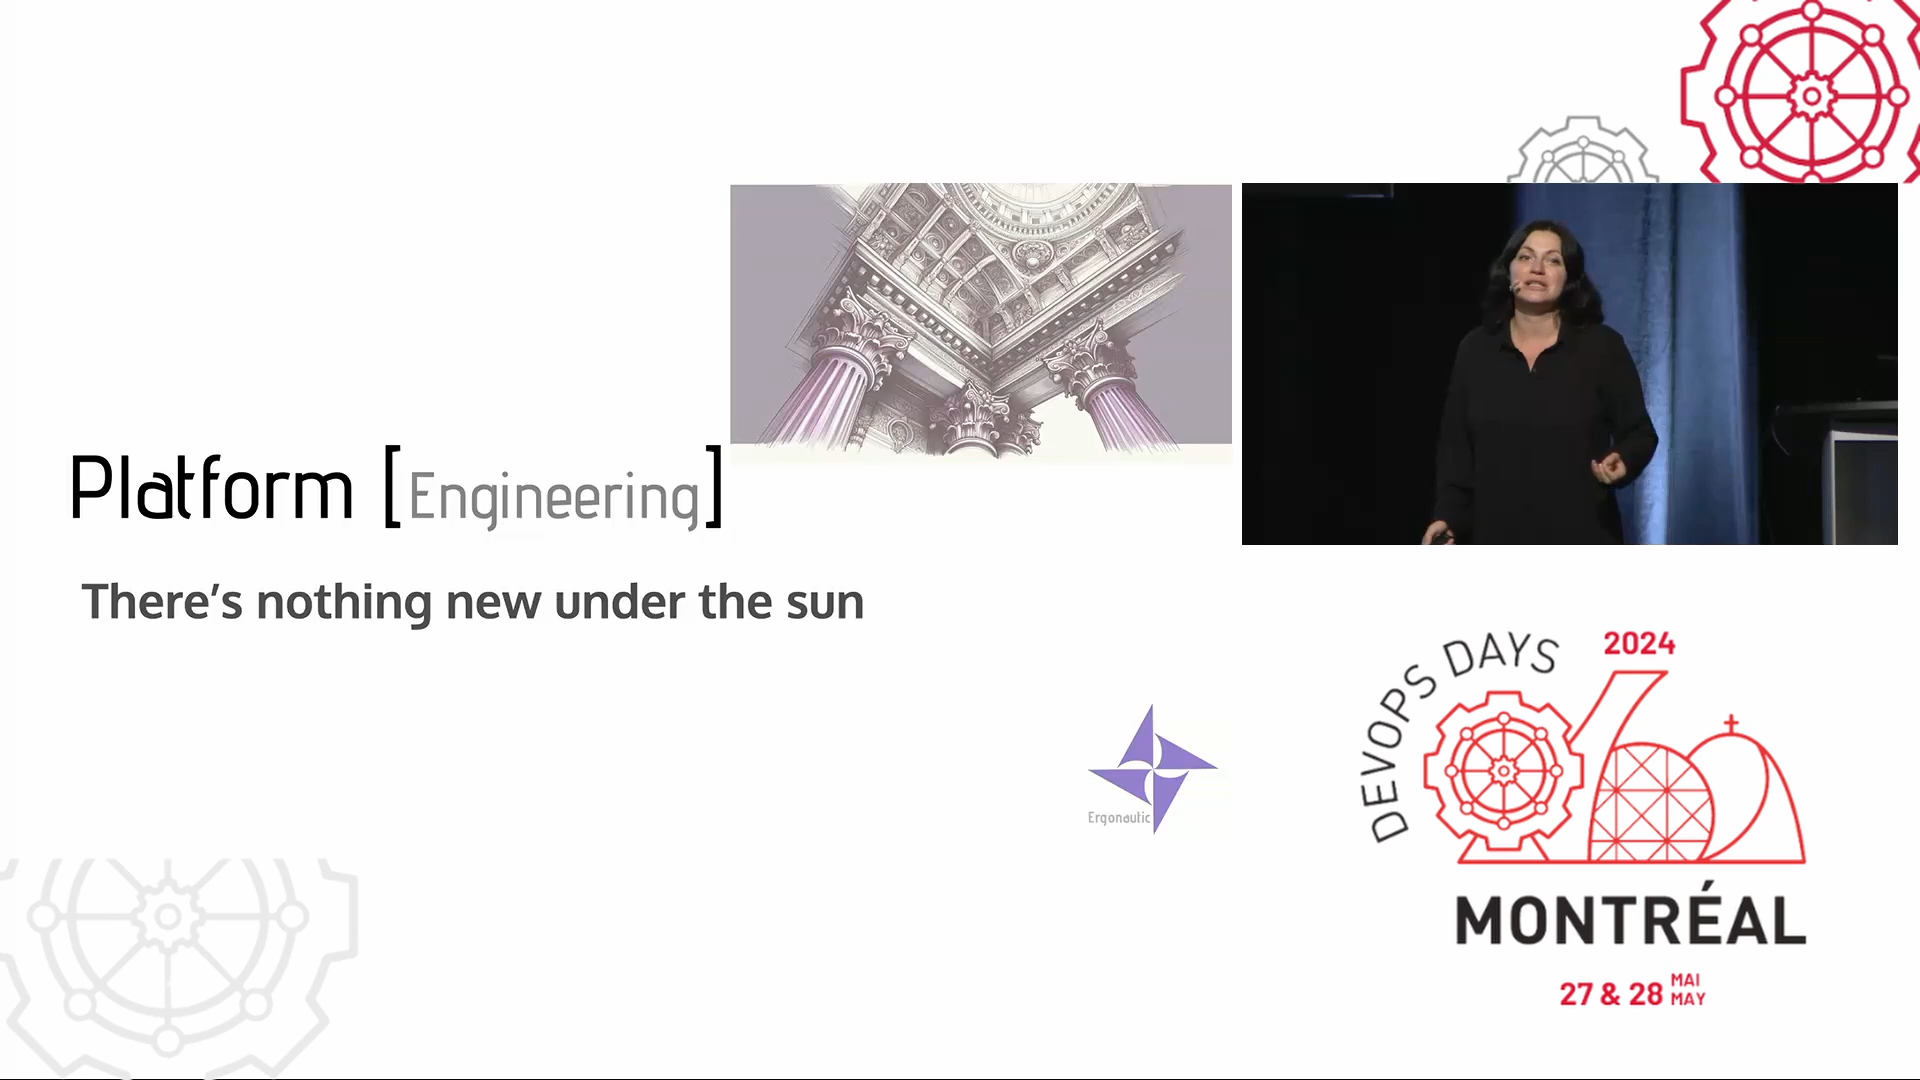 Platform [Engineering]
There’s nothing new under the sun
Ergonautic
DEVOPS DAYS
2024
MONTRÉAL
27 & 28 MAI
MAY